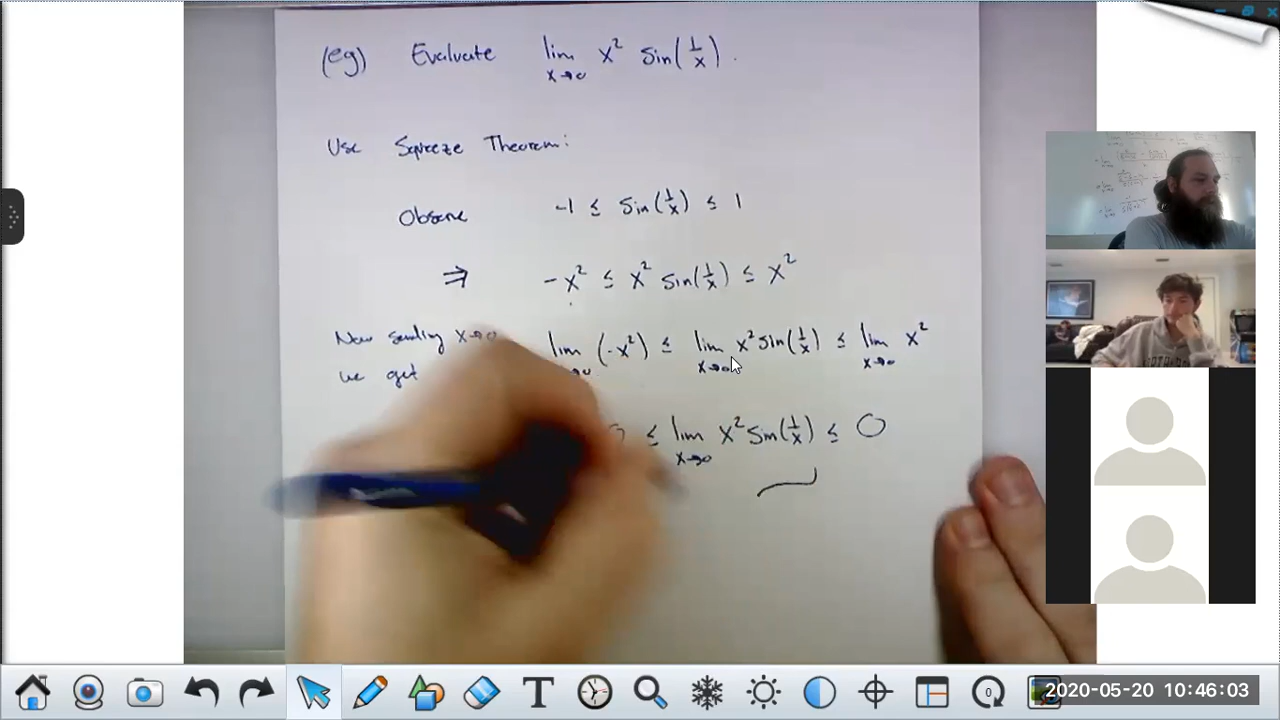 (eg) Evaluate lim x→0 x² sin(1/x).
Use Squeeze Theorem:
Observe -1 ≤ sin(1/x) ≤ 1
⇒ -x² ≤ x² sin(1/x) ≤ x²
Now sending x→0
we get lim (-x²) ≤ lim x→0 x² sin(1/x) ≤ lim x→0 x²
≤ lim x→0 x² sin(1/x) ≤ 0
T
0
2020-05-20 10:46:03